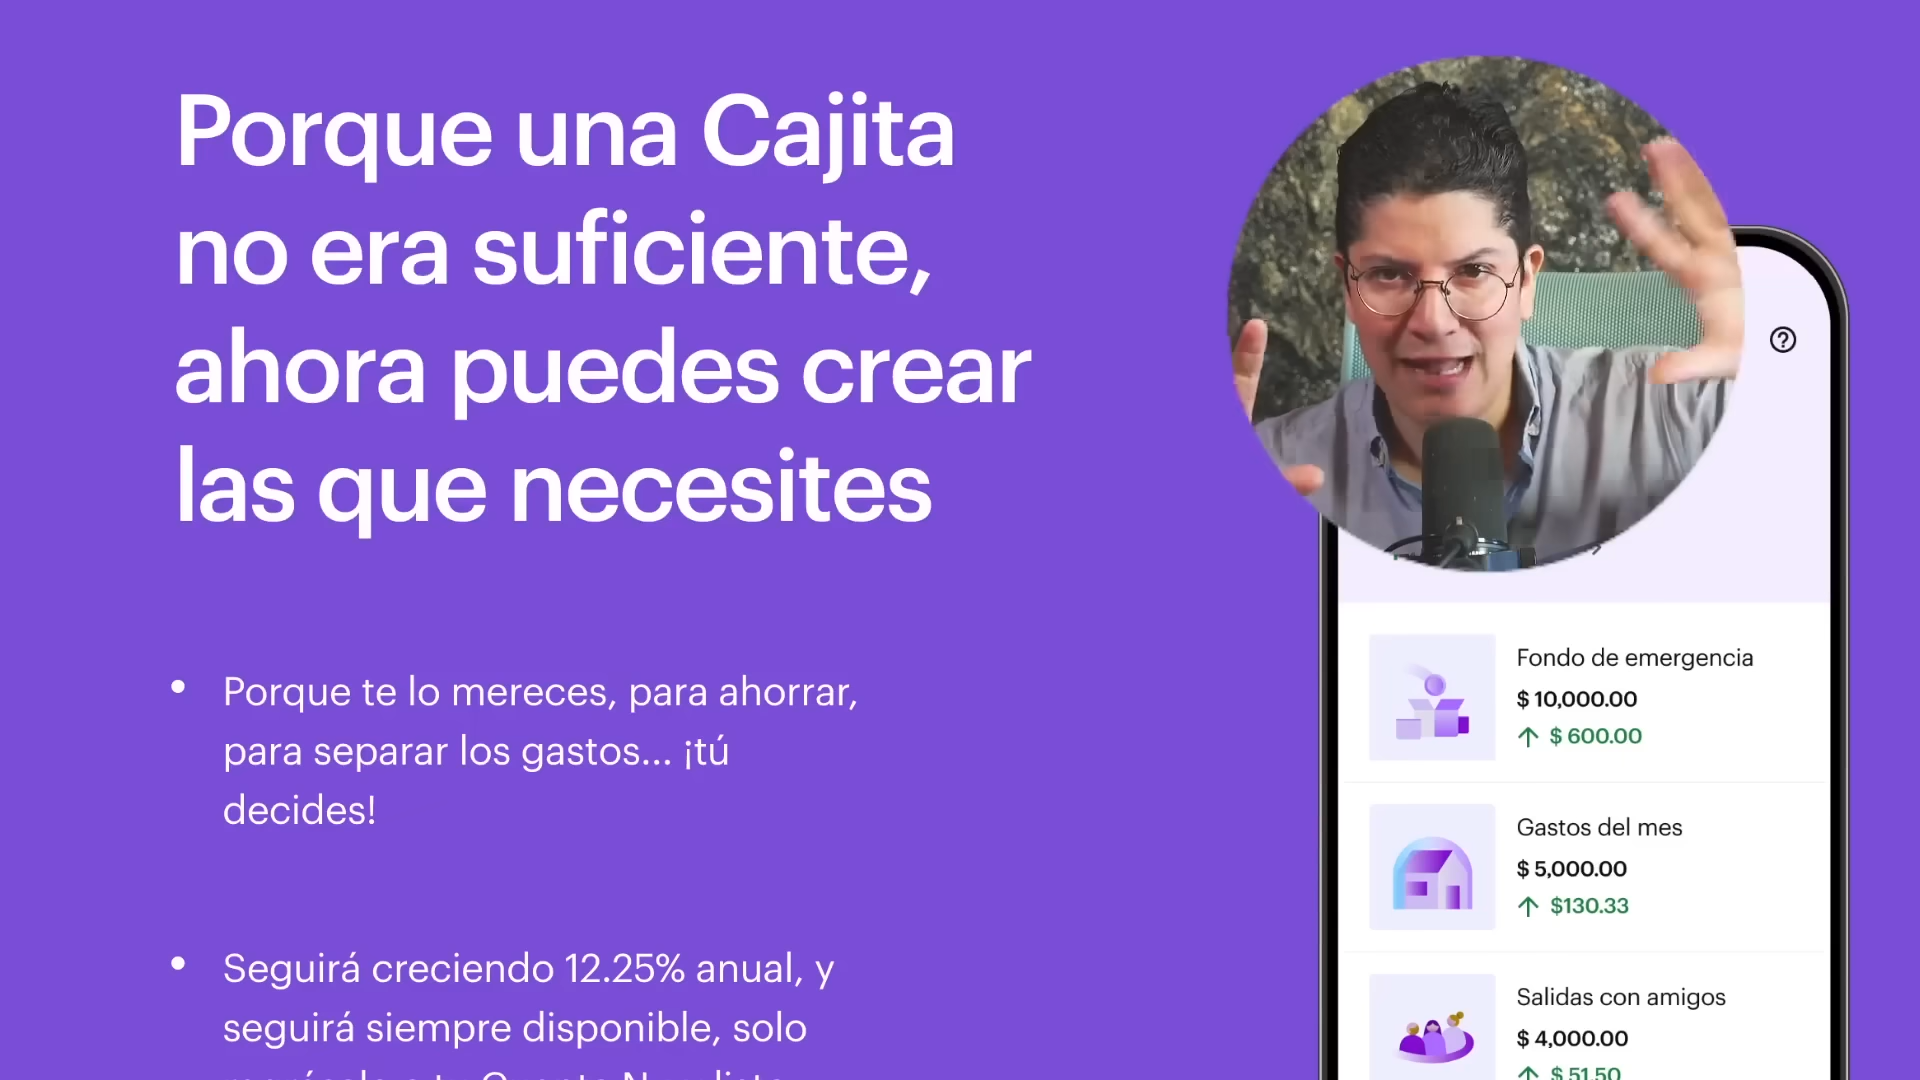 Porque una Cajita
no era suficiente,
ahora puedes crear
las que necesites
• Porque te lo mereces, para ahorrar,
para separar los gastos... ¡tú
decides!
• Seguirá creciendo 12.25% anual, y
seguirá siempre disponible, solo
Fondo de emergencia
$ 10,000.00
↑ $ 600.00
Gastos del mes
$ 5,000.00
↑ $130.33
Salidas con amigos
$ 4,000.00
↑ $ 51.50